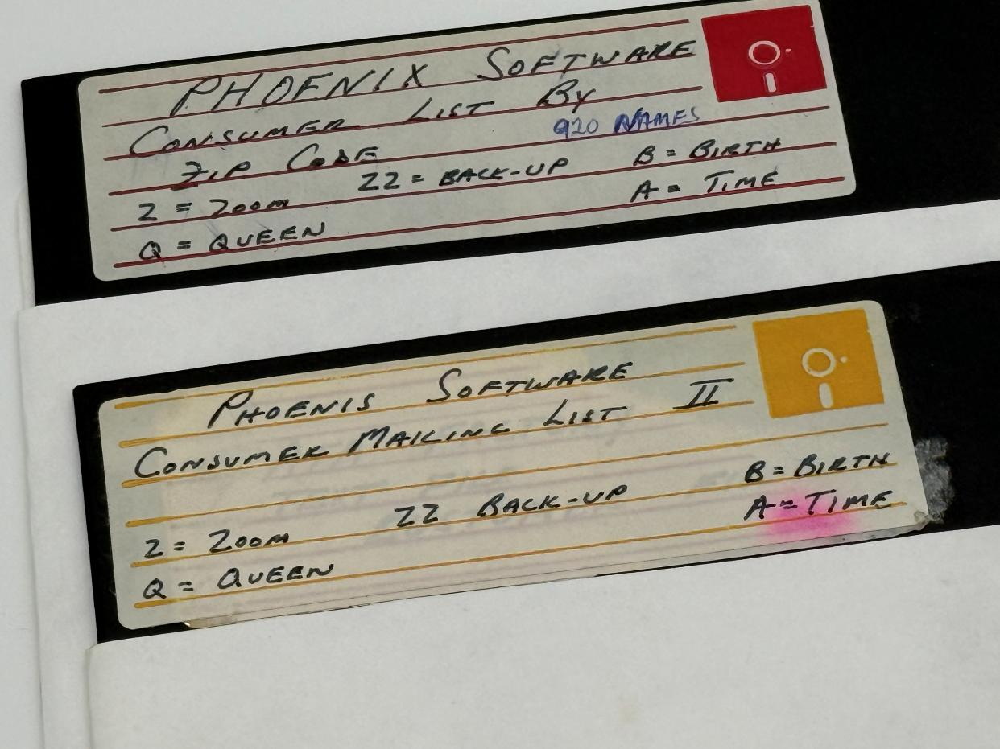 PHOENIX SOFTWARE
CONSUMER LIST BY
ZIP CODE 920 NAMES
Z = ZOOM ZZ = BACK-UP B = BIRTH
Q = QUEEN A = TIME
PHOENIS SOFTWARE
CONSUMER MAILING LIST II
Z = ZOOM ZZ BACK-UP B = BIRTH
Q = QUEEN A = TIME